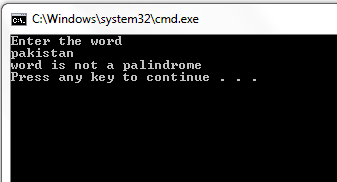 C:\Windows\system32\cmd.exe
Enter the word
pakistan
word is not a palindrome
Press any key to continue . . .